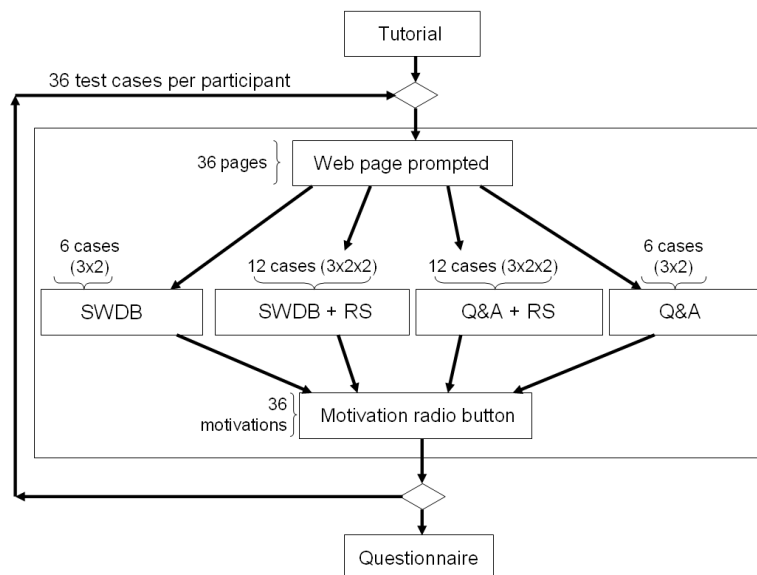 Tutorial
36 test cases per participant
36 pages
Web page prompted
6 cases
(3x2)
12 cases (3x2x2)
12 cases (3x2x2)
6 cases
(3x2)
SWDB
SWDB + RS
Q&A + RS
Q&A
36
motivations
Motivation radio button
Questionnaire